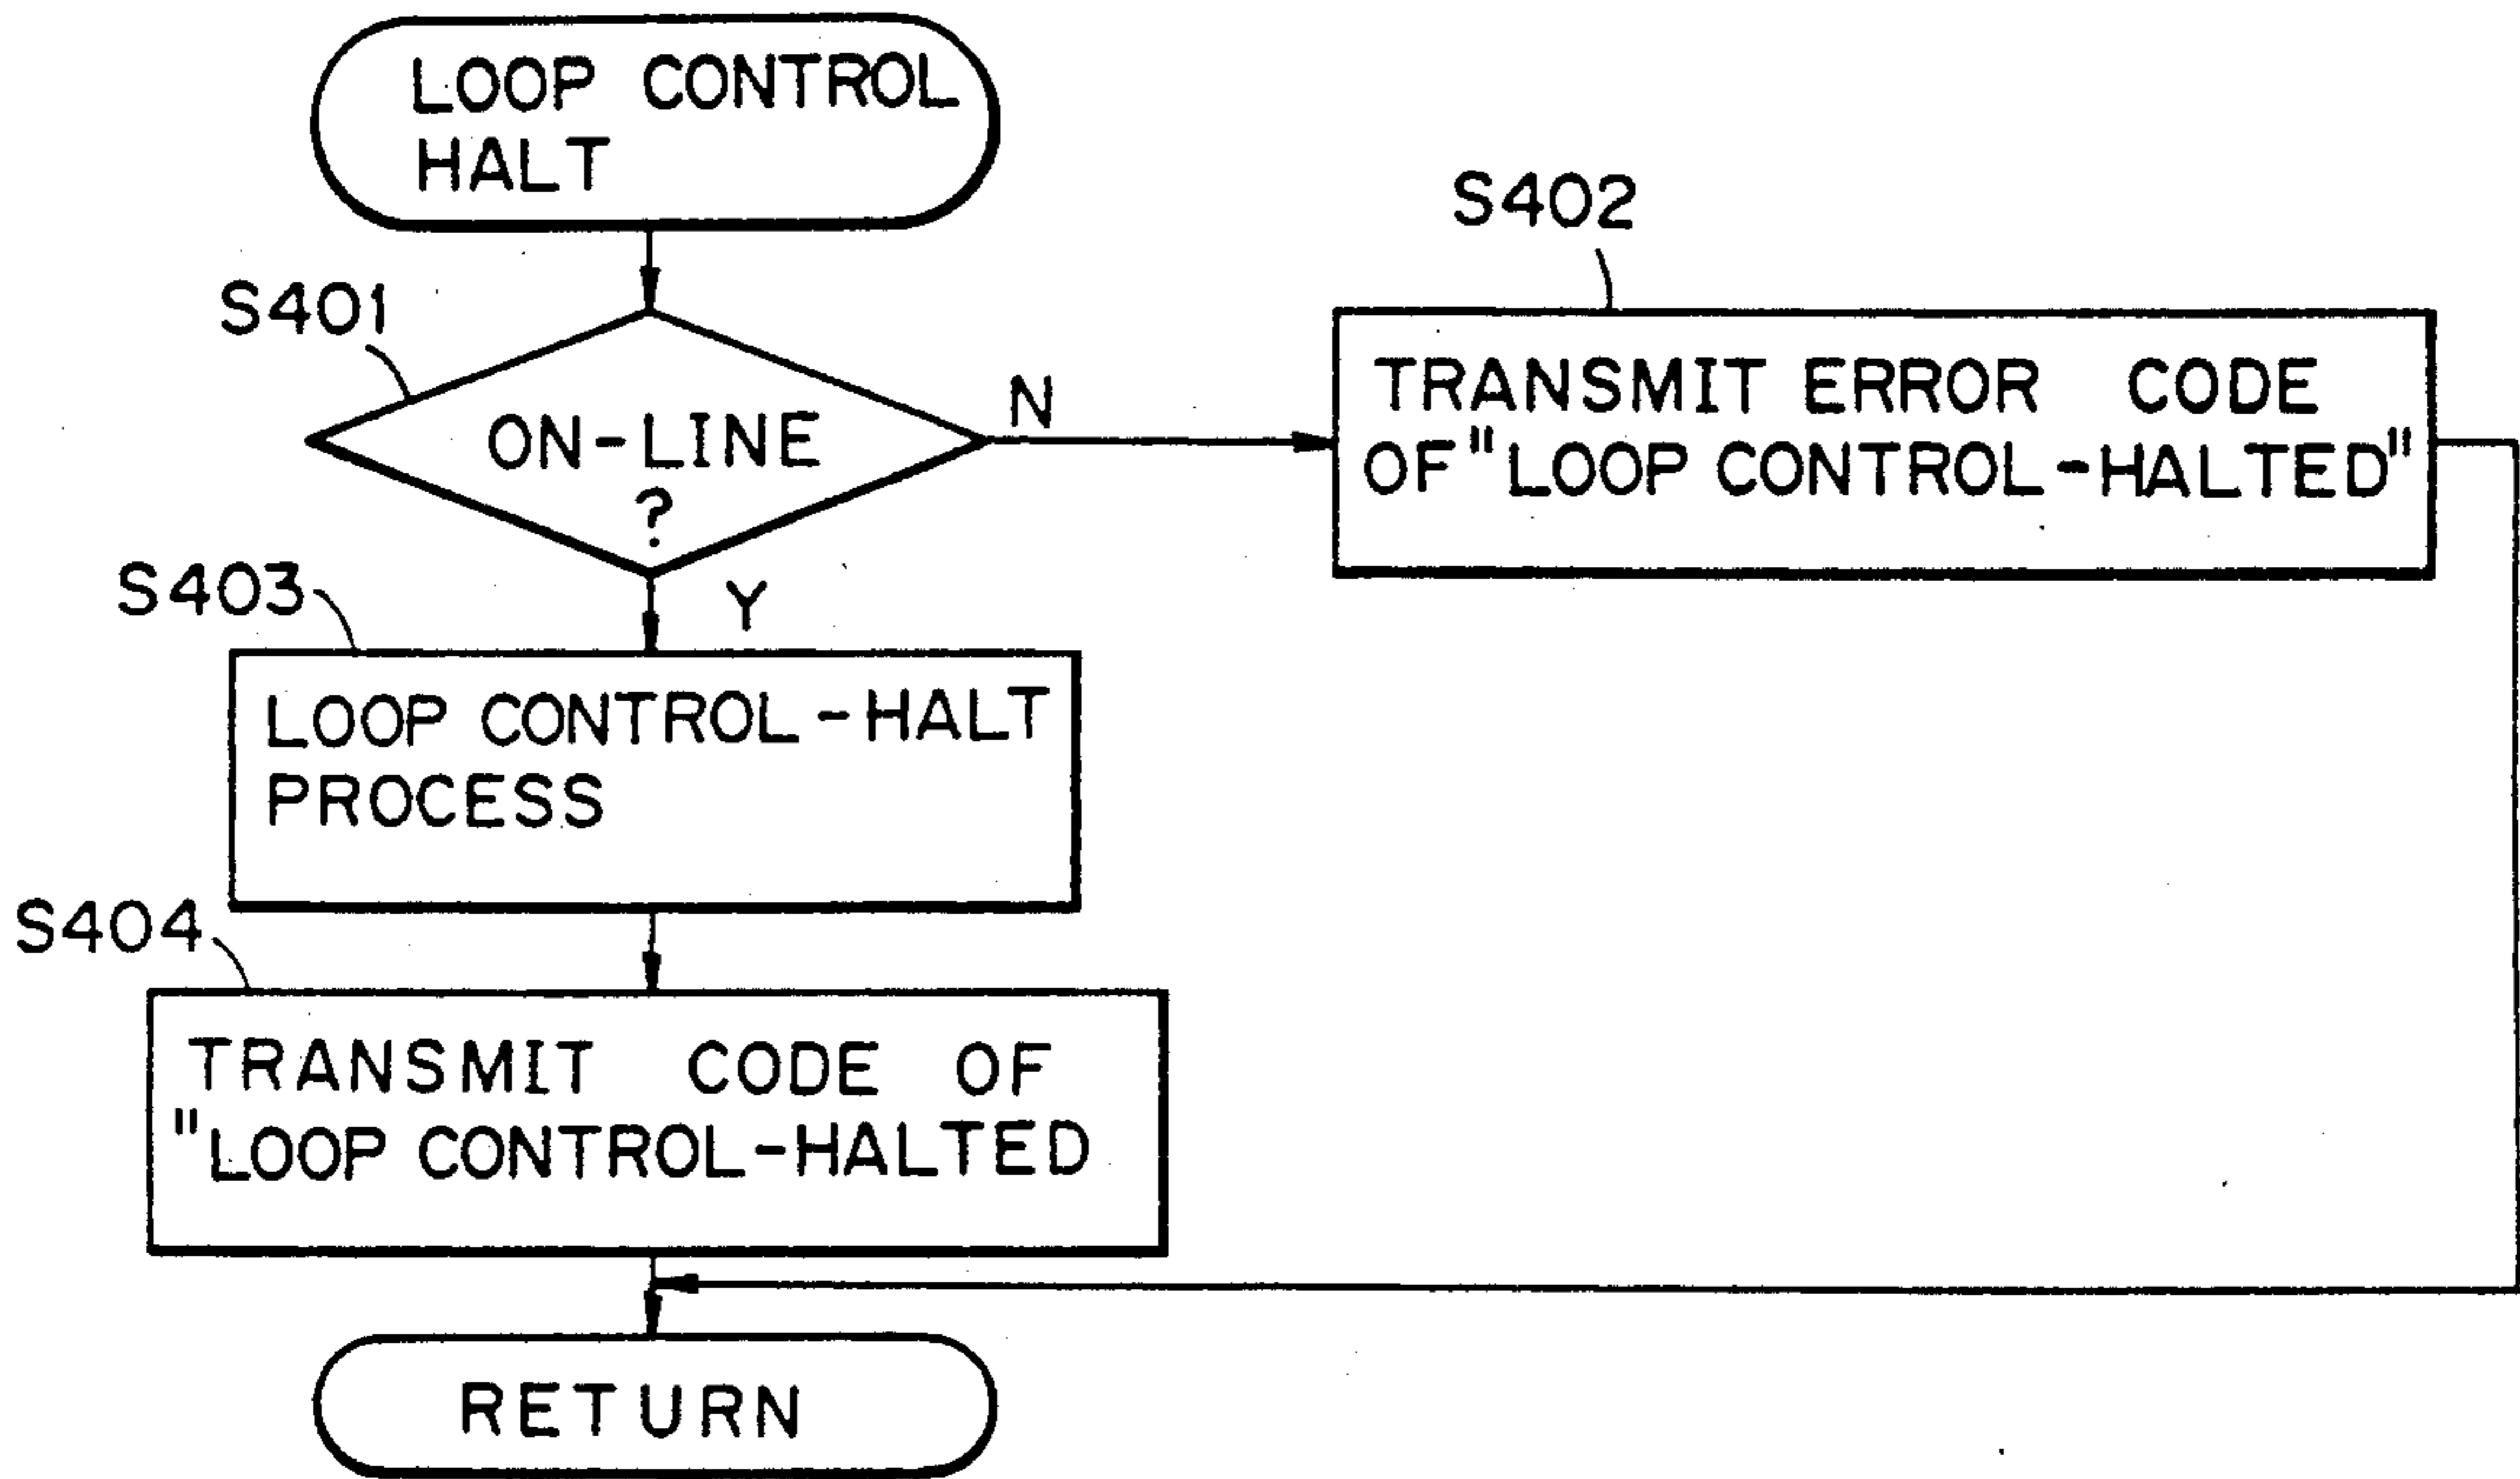 LOOP CONTROL
HALT
S401
ON-LINE
?
N
S402
TRANSMIT ERROR CODE
OF "LOOP CONTROL-HALTED"
Y
S403
LOOP CONTROL-HALT
PROCESS
S404
TRANSMIT CODE OF
"LOOP CONTROL-HALTED
RETURN